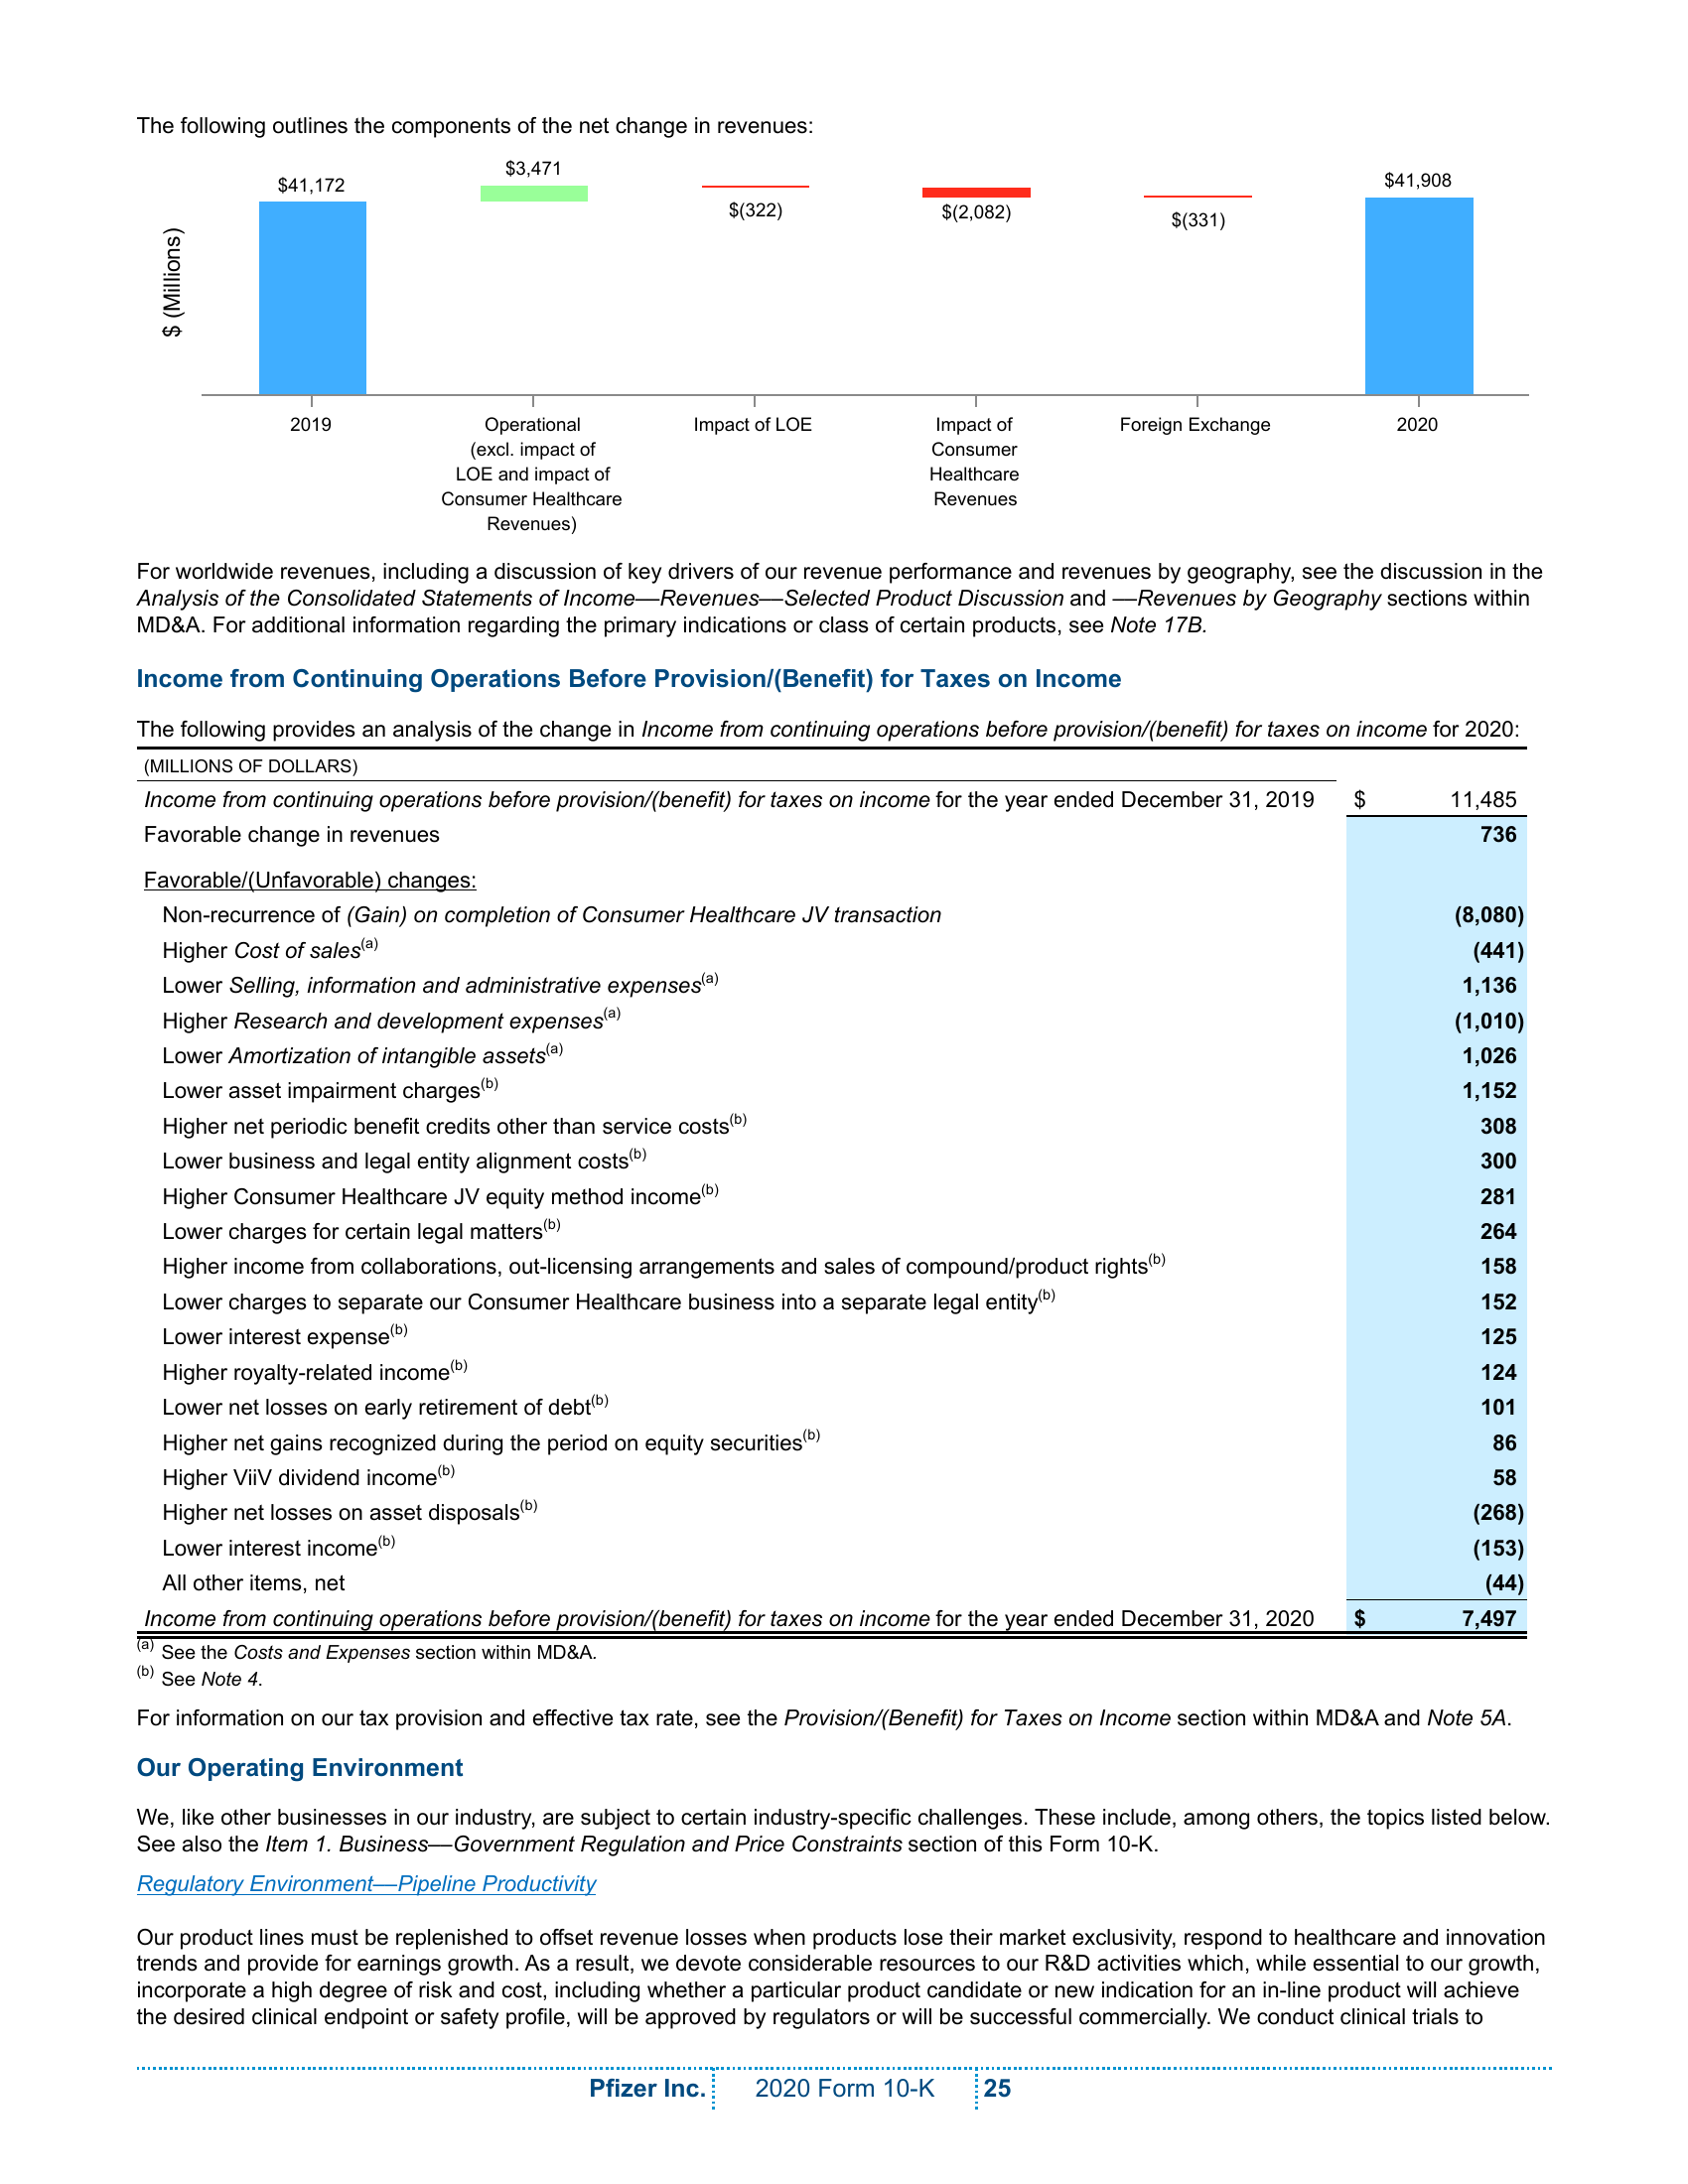 The following outlines the components of the net change in revenues:
$ (Millions)
$41,172
$3,471
$(322)
$(2,082)
$(331)
$41,908
2019
Operational
(excl. impact of
LOE and impact of
Consumer Healthcare
Revenues)
Impact of LOE
Impact of
Consumer
Healthcare
Revenues
Foreign Exchange
2020
For worldwide revenues, including a discussion of key drivers of our revenue performance and revenues by geography, see the discussion in the
Analysis of the Consolidated Statements of Income––Revenues––Selected Product Discussion and ––Revenues by Geography sections within
MD&A. For additional information regarding the primary indications or class of certain products, see Note 17B.
Income from Continuing Operations Before Provision/(Benefit) for Taxes on Income
The following provides an analysis of the change in Income from continuing operations before provision/(benefit) for taxes on income for 2020:
(MILLIONS OF DOLLARS)
Income from continuing operations before provision/(benefit) for taxes on income for the year ended December 31, 2019 $ 11,485
Favorable change in revenues 736
Favorable/(Unfavorable) changes:
Non-recurrence of (Gain) on completion of Consumer Healthcare JV transaction (8,080)
Higher Cost of sales(a) (441)
Lower Selling, information and administrative expenses(a) 1,136
Higher Research and development expenses(a) (1,010)
Lower Amortization of intangible assets(a) 1,026
Lower asset impairment charges(b) 1,152
Higher net periodic benefit credits other than service costs(b) 308
Lower business and legal entity alignment costs(b) 300
Higher Consumer Healthcare JV equity method income(b) 281
Lower charges for certain legal matters(b) 264
Higher income from collaborations, out-licensing arrangements and sales of compound/product rights(b) 158
Lower charges to separate our Consumer Healthcare business into a separate legal entity(b) 152
Lower interest expense(b) 125
Higher royalty-related income(b) 124
Lower net losses on early retirement of debt(b) 101
Higher net gains recognized during the period on equity securities(b) 86
Higher ViiV dividend income(b) 58
Higher net losses on asset disposals(b) (268)
Lower interest income(b) (153)
All other items, net (44)
Income from continuing operations before provision/(benefit) for taxes on income for the year ended December 31, 2020 $ 7,497
(a) See the Costs and Expenses section within MD&A.
(b) See Note 4.
For information on our tax provision and effective tax rate, see the Provision/(Benefit) for Taxes on Income section within MD&A and Note 5A.
Our Operating Environment
We, like other businesses in our industry, are subject to certain industry-specific challenges. These include, among others, the topics listed below.
See also the Item 1. Business––Government Regulation and Price Constraints section of this Form 10-K.
Regulatory Environment––Pipeline Productivity
Our product lines must be replenished to offset revenue losses when products lose their market exclusivity, respond to healthcare and innovation
trends and provide for earnings growth. As a result, we devote considerable resources to our R&D activities which, while essential to our growth,
incorporate a high degree of risk and cost, including whether a particular product candidate or new indication for an in-line product will achieve
the desired clinical endpoint or safety profile, will be approved by regulators or will be successful commercially. We conduct clinical trials to
Pfizer Inc. 2020 Form 10-K 25